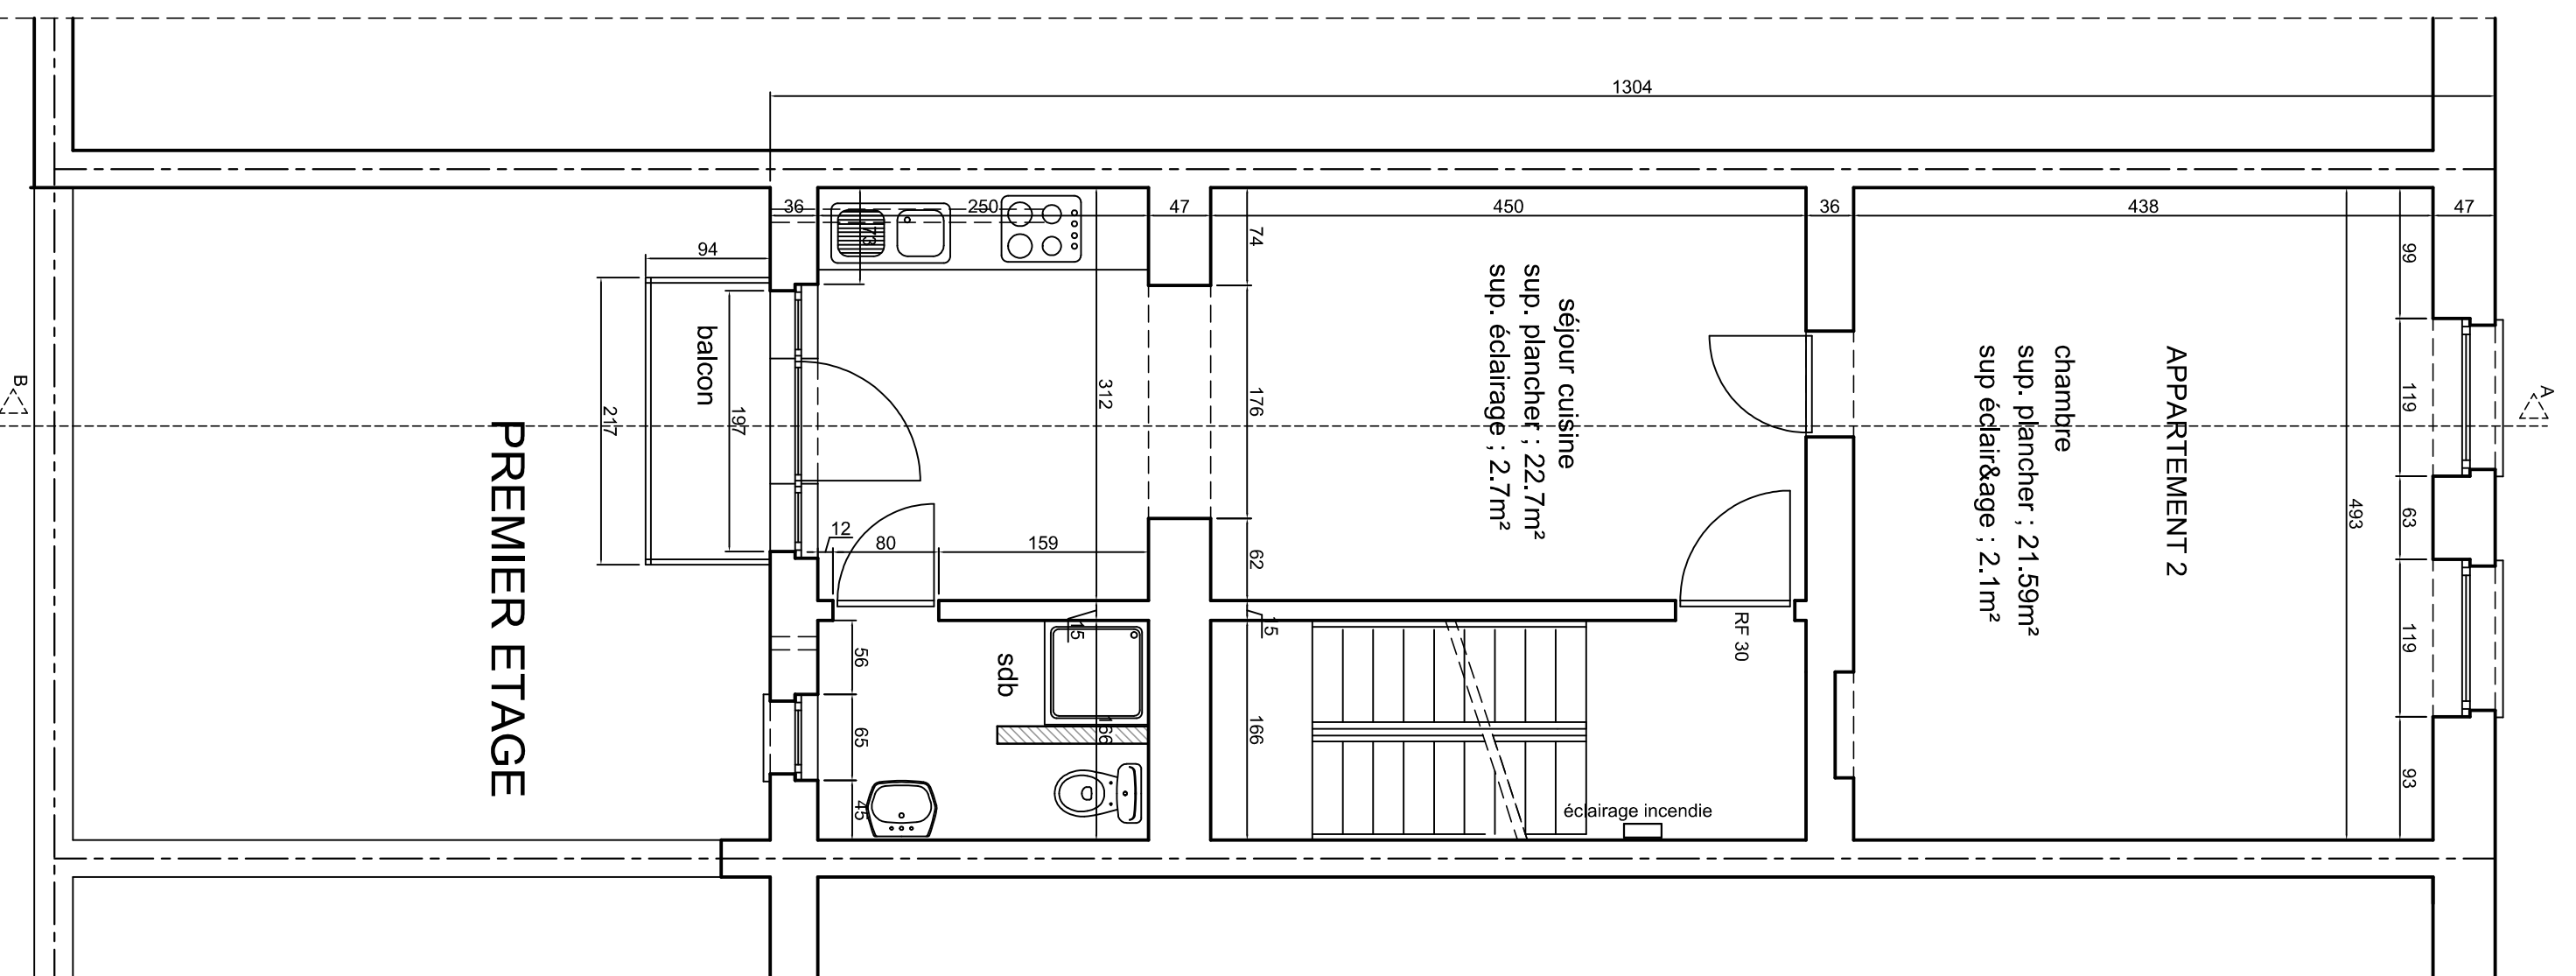 1304
36
250
47
450
36
438
47
73
74
99
94
balcon
197
217
312
176
séjour cuisine
sup. plancher ; 22.7m²
sup. éclairage ; 2.7m²
APPARTEMENT 2
chambre
sup. plancher ; 21.59m²
sup éclair&age ; 2.1m²
119
A
B
493
63
12
80
159
62
15
15
RF 30
119
PREMIER ETAGE
56
65
45
sdb
166
166
93
éclairage incendie